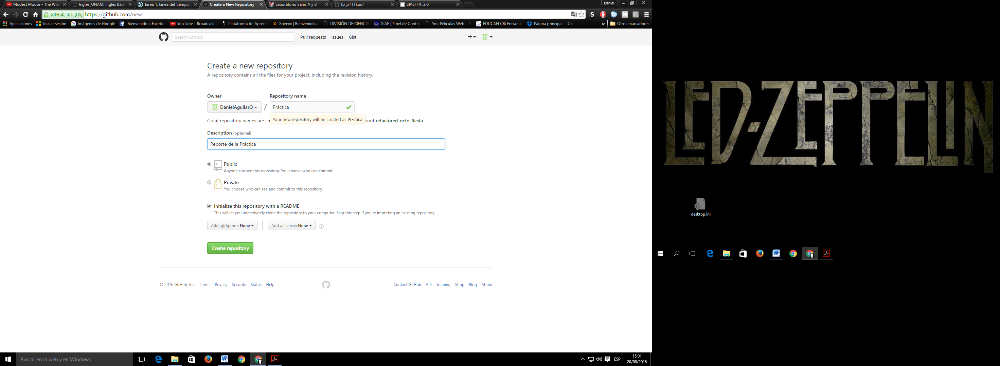 Modest Mouse - The Wha
Inglés_UNAM: Inglés Bási
Tarea 1, Línea del tiempo
Create a New Repository
Laboratorio Salas A y B
fp_p1 (1).pdf
SIAEFI V. 2.0
Daniel
GitHub, Inc. [US] https://github.com/new
Aplicaciones
Iniciar sesión
Imágenes de Google
¡Bienvenido a Faceboo
YouTube - Broadcast
Plataforma de Aprend
Speexx | Bienvenido a
DIVISIÓN DE CIENCIA
SIAE [Panel de Contro
You Peliculas Web – P
EDUCAFI CB: Entrar al
Página principal - Dro
»
Otros marcadores
Search GitHub
Pull requests Issues Gist
Create a new repository
A repository contains all the files for your project, including the revision history.
Owner
Repository name
DanielAguilarO / Práctica
Your new repository will be created as Pr-ctica
Great repository names are sh bout refactored-octo-fiesta.
Description (optional)
Reporte de la Práctica
Public
Anyone can see this repository. You choose who can commit.
Private
You choose who can see and commit to this repository.
Initialize this repository with a README
This will let you immediately clone the repository to your computer. Skip this step if you're importing an existing repository.
Add .gitignore: None
Add a license: None
Create repository
© 2016 GitHub, Inc. Terms Privacy Security Status Help
Contact GitHub API Training Shop Blog About
Buscar en la web y en Windows
ESP
15:01
20/08/2016
LED-ZEPPELIN
desktop.ini